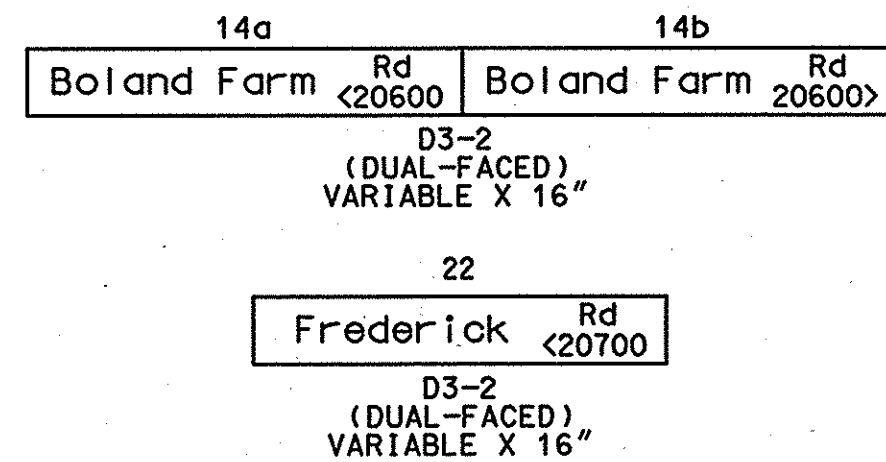 14a 14b
Boland Farm Rd <20600 Boland Farm Rd 20600>
D3-2
(DUAL-FACED)
VARIABLE X 16"
22
Frederick Rd <20700
D3-2
(DUAL-FACED)
VARIABLE X 16"